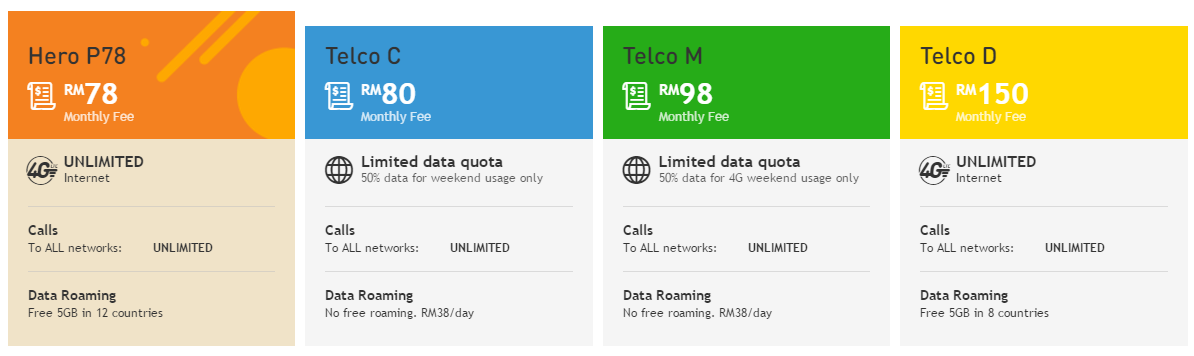 Hero P78
RM78
Monthly Fee
4G LTE
UNLIMITED
Internet
Calls
To ALL networks: UNLIMITED
Data Roaming
Free 5GB in 12 countries
Telco C
RM80
Monthly Fee
Limited data quota
50% data for weekend usage only
Calls
To ALL networks: UNLIMITED
Data Roaming
No free roaming. RM38/day
Telco M
RM98
Monthly Fee
Limited data quota
50% data for 4G weekend usage only
Calls
To ALL networks: UNLIMITED
Data Roaming
No free roaming. RM38/day
Telco D
RM150
Monthly Fee
4G LTE
UNLIMITED
Internet
Calls
To ALL networks: UNLIMITED
Data Roaming
Free 5GB in 8 countries